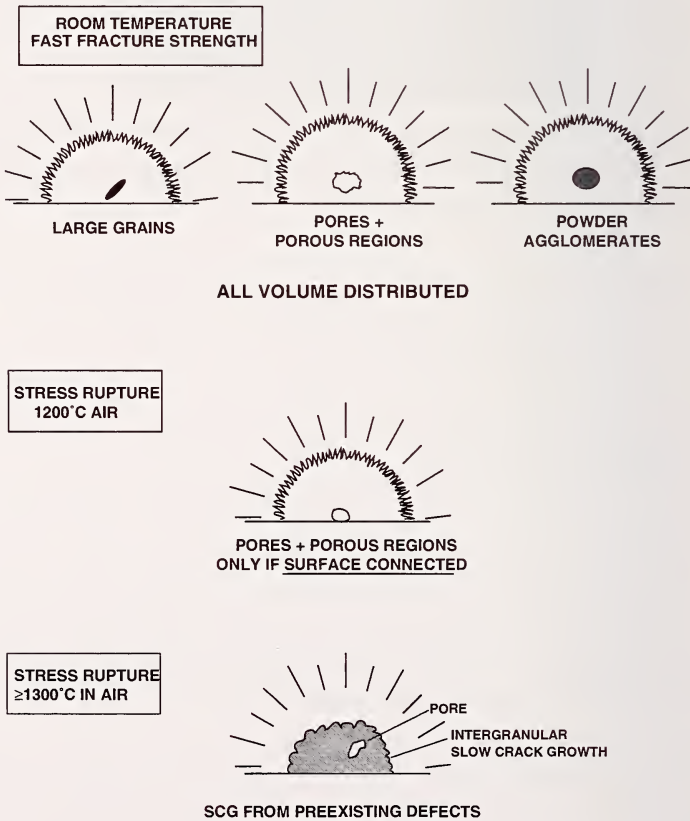 ROOM TEMPERATURE
FAST FRACTURE STRENGTH
LARGE GRAINS
PORES +
POROUS REGIONS
POWDER
AGGLOMERATES
ALL VOLUME DISTRIBUTED
STRESS RUPTURE
1200°C AIR
PORES + POROUS REGIONS
ONLY IF SURFACE CONNECTED
STRESS RUPTURE
≥1300°C IN AIR
PORE
INTERGRANULAR
SLOW CRACK GROWTH
SCG FROM PREEXISTING DEFECTS